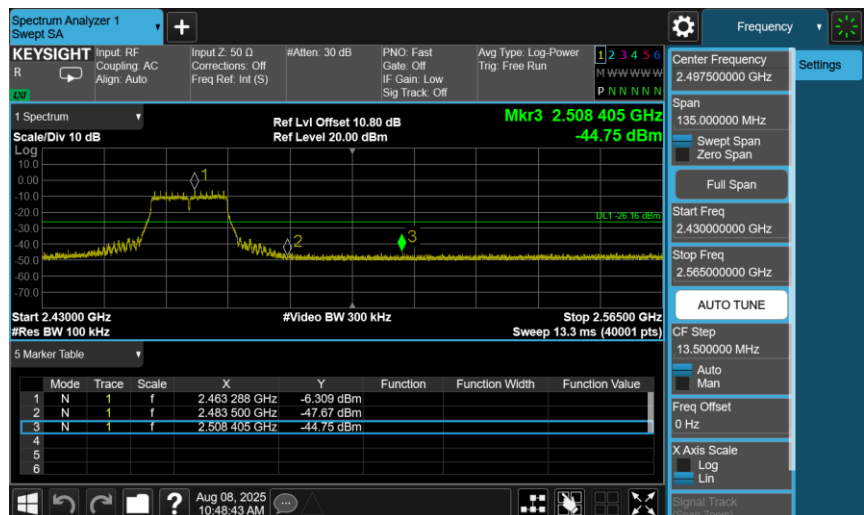 Spectrum Analyzer 1
Swept SA
+
Frequency
KEYSIGHT
R
LXI
Input: RF
Coupling: AC
Align: Auto
Input Z: 50 Ω
Corrections: Off
Freq Ref: Int (S)
#Atten: 30 dB
PNO: Fast
Gate: Off
IF Gain: Low
Sig Track: Off
Avg Type: Log-Power
Trig: Free Run
1 2 3 4 5 6
M W W W W W
P N N N N N
1 Spectrum
Scale/Div 10 dB
Ref Lvl Offset 10.80 dB
Ref Level 20.00 dBm
Mkr3 2.508 405 GHz
-44.75 dBm
Log
10.0
0.00
-10.0
-20.0
-30.0
-40.0
-50.0
-60.0
-70.0
1
2
3
DL1 -26.16 dBm
Start 2.43000 GHz
#Res BW 100 kHz
#Video BW 300 kHz
Stop 2.56500 GHz
Sweep 13.3 ms (40001 pts)
5 Marker Table
Mode Trace Scale X Y Function Function Width Function Value
1 N 1 f 2.463 288 GHz -6.309 dBm
2 N 1 f 2.483 500 GHz -47.67 dBm
3 N 1 f 2.508 405 GHz -44.75 dBm
4
5
6
?
Aug 08, 2025
10:48:43 AM
Settings
Center Frequency
2.497500000 GHz
Span
135.000000 MHz
Swept Span
Zero Span
Full Span
Start Freq
2.430000000 GHz
Stop Freq
2.565000000 GHz
AUTO TUNE
CF Step
13.500000 MHz
Auto
Man
Freq Offset
0 Hz
X Axis Scale
Log
Lin
Signal Track
(Span Zoom)